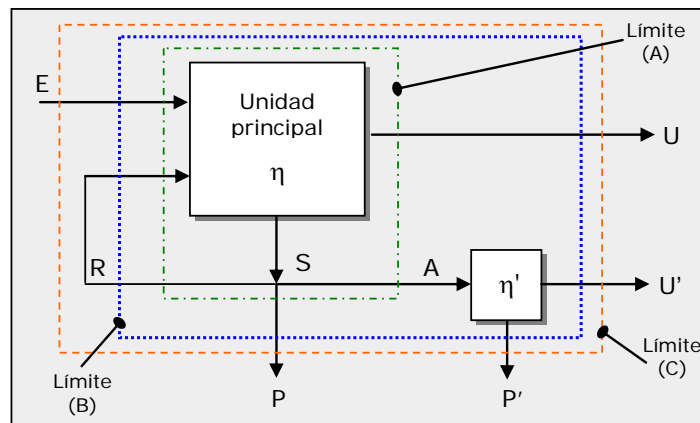 Límite
(A)
E
Unidad
principal
η
U
S
R
A
η'
U'
Límite
(B)
P
P'
Límite
(C)